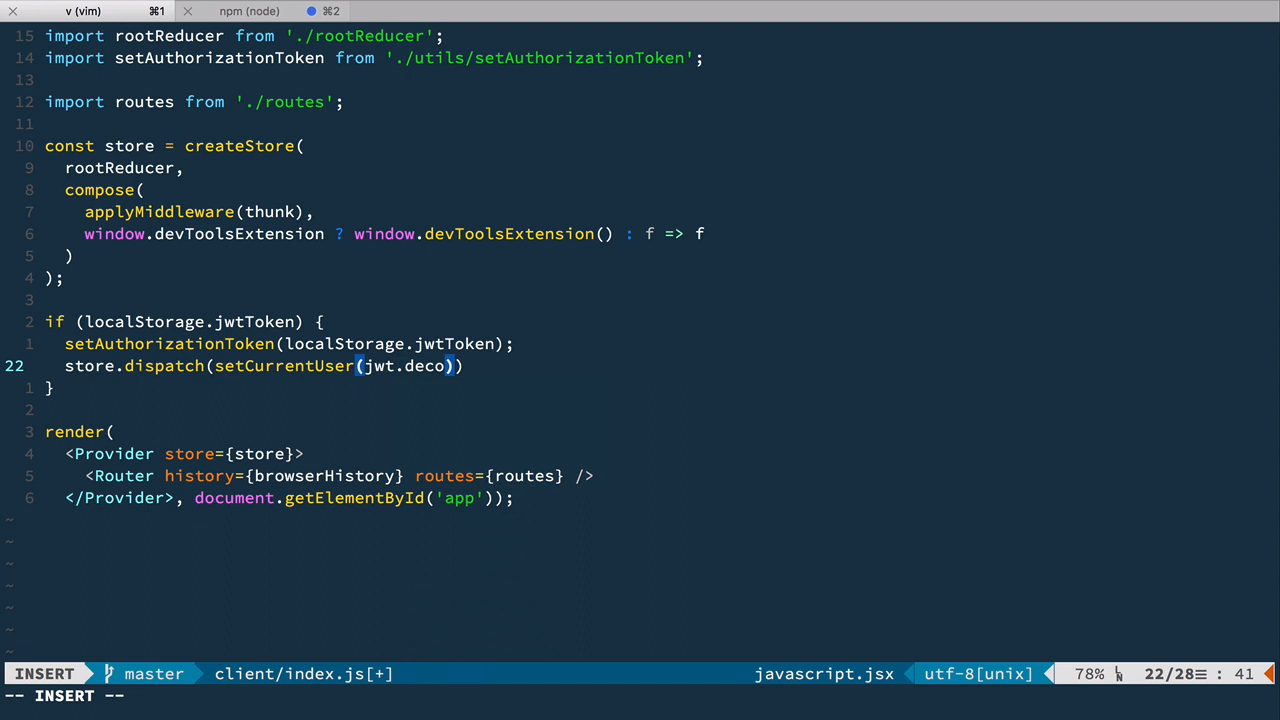 v (vim) ⌘1 npm (node) ⌘2
15 import rootReducer from './rootReducer';
14 import setAuthorizationToken from './utils/setAuthorizationToken';
13
12 import routes from './routes';
11
10 const store = createStore(
9 rootReducer,
8 compose(
7 applyMiddleware(thunk),
6 window.devToolsExtension ? window.devToolsExtension() : f => f
5 )
4 );
3
2 if (localStorage.jwtToken) {
1 setAuthorizationToken(localStorage.jwtToken);
22 store.dispatch(setCurrentUser(jwt.deco))
1 }
2
3 render(
4 <Provider store={store}>
5 <Router history={browserHistory} routes={routes} />
6 </Provider>, document.getElementById('app'));
~
~
~
~
~
~
~
INSERT master client/index.js[+] javascript.jsx utf-8[unix] 78% 22/28≡ : 41
-- INSERT --